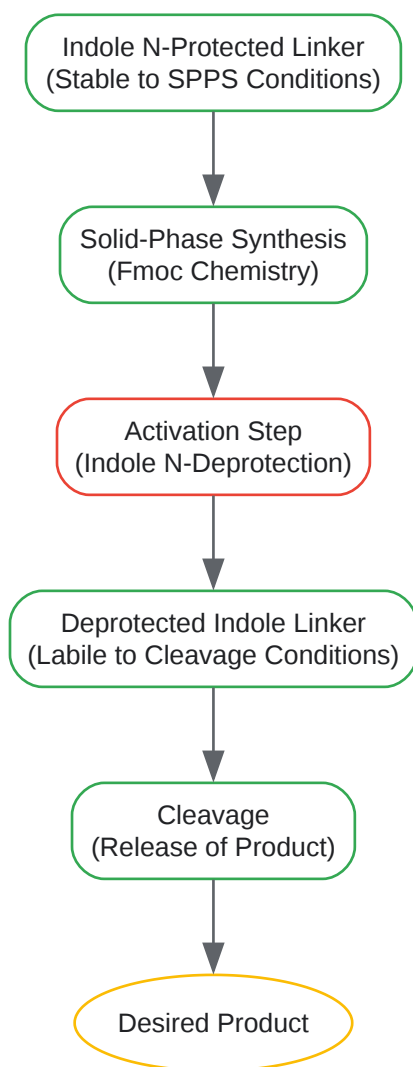 Indole N-Protected Linker
(Stable to SPPS Conditions)
Solid-Phase Synthesis
(Fmoc Chemistry)
Activation Step
(Indole N-Deprotection)
Deprotected Indole Linker
(Labile to Cleavage Conditions)
Cleavage
(Release of Product)
Desired Product